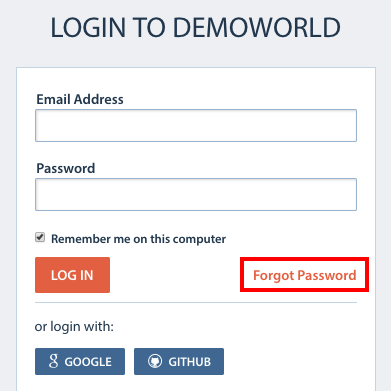 LOGIN TO DEMOWORLD
Email Address
Password
Remember me on this computer
LOG IN
Forgot Password
or login with:
GOOGLE
GITHUB